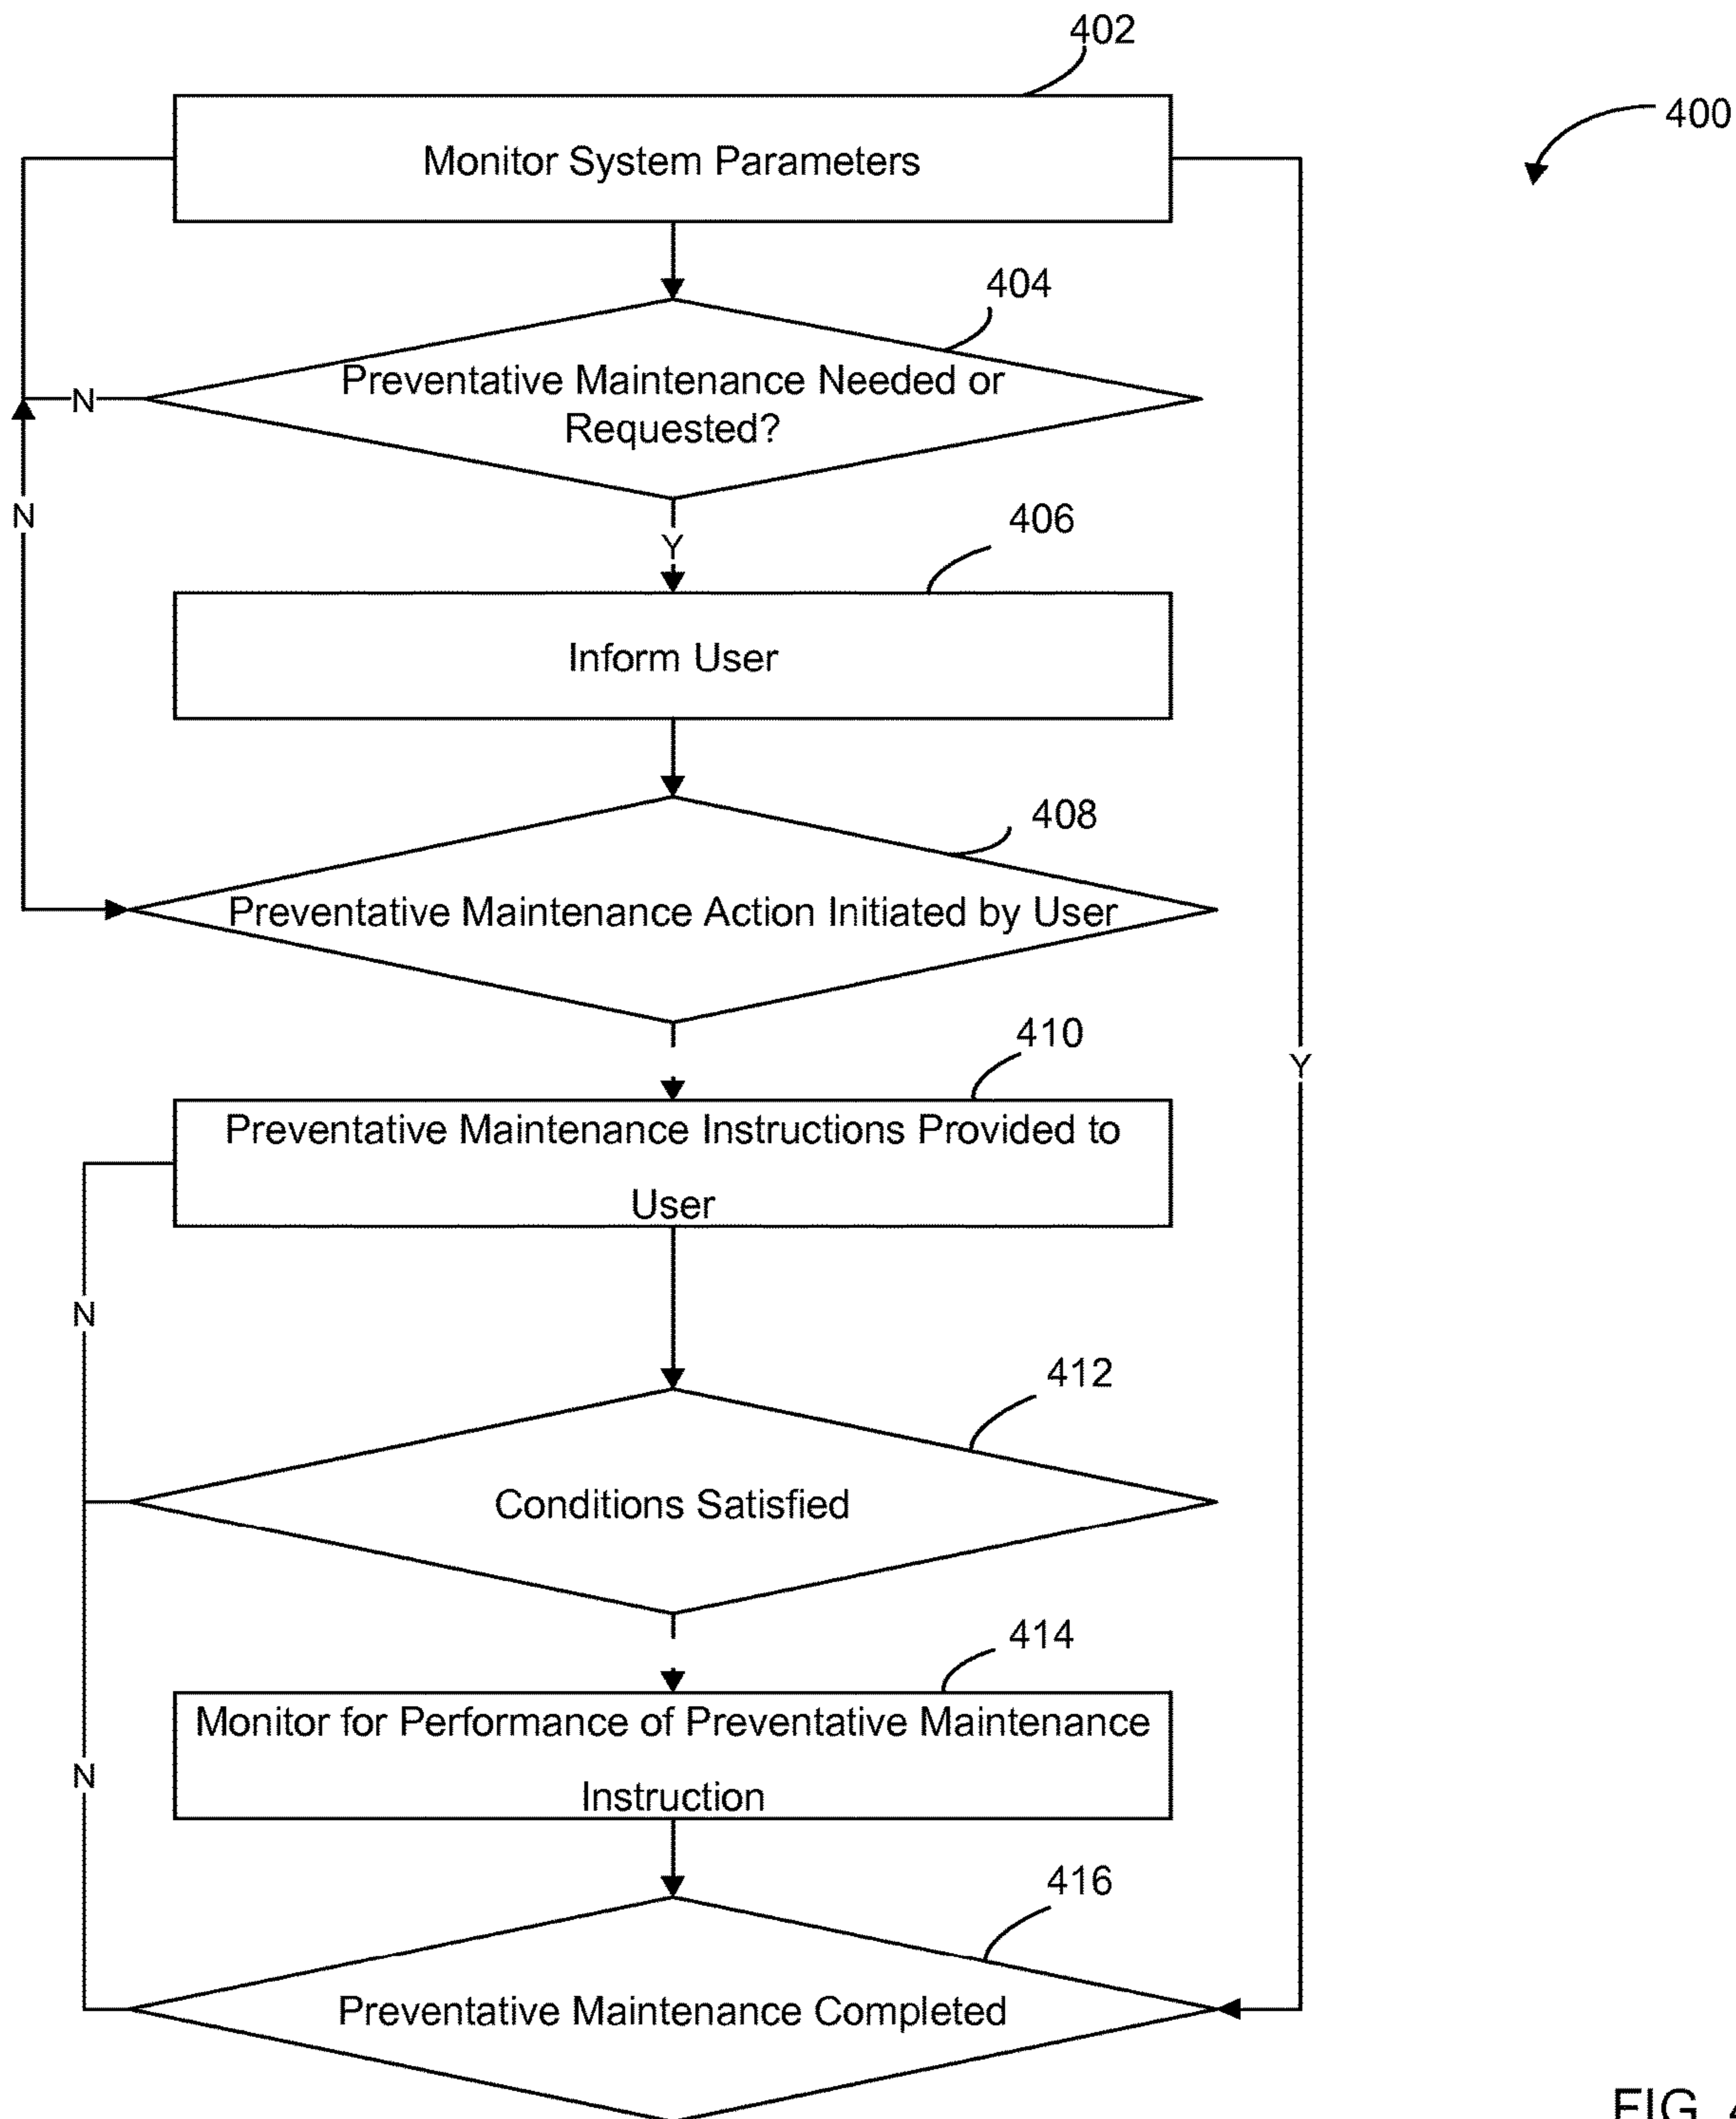 402
400
Monitor System Parameters
404
Preventative Maintenance Needed or
Requested?
N
N
Y
406
Inform User
408
Preventative Maintenance Action Initiated by User
410
Y
Preventative Maintenance Instructions Provided to
User
N
412
Conditions Satisfied
414
Monitor for Performance of Preventative Maintenance
Instruction
N
416
Preventative Maintenance Completed
FIG.